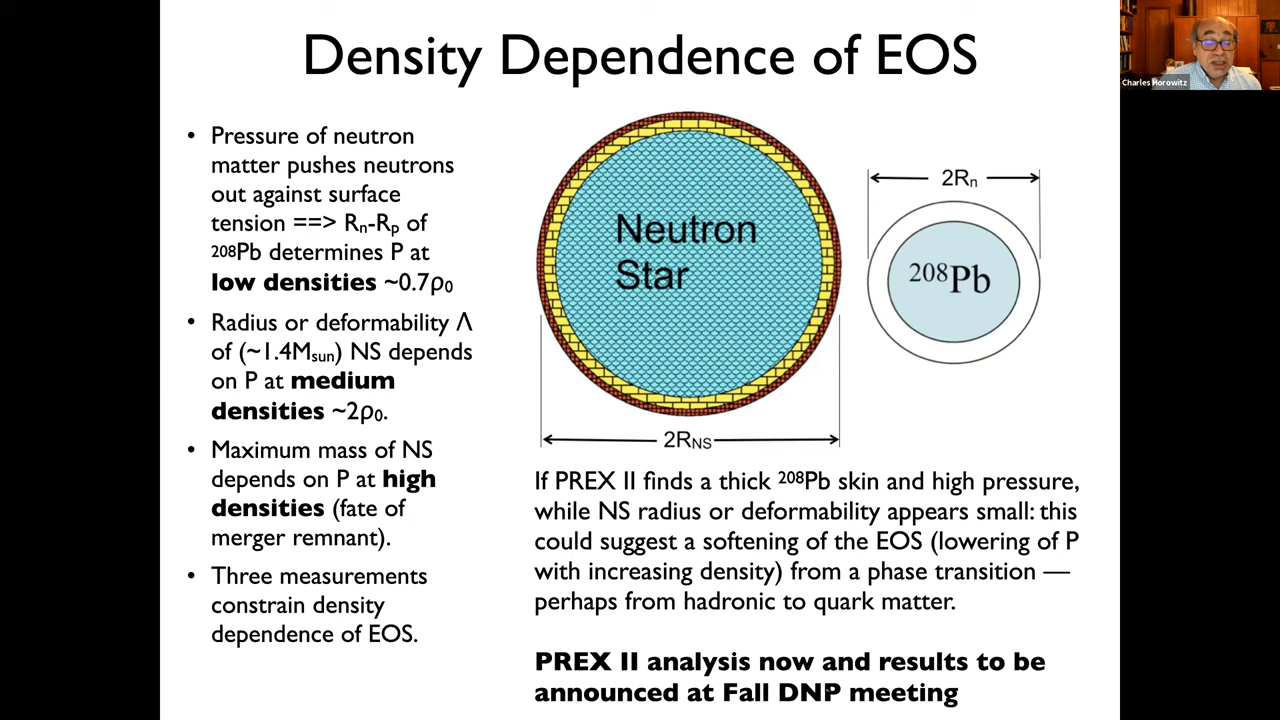 Density Dependence of EOS
Charles Horowitz
• Pressure of neutron
matter pushes neutrons
out against surface
tension ==> Rn-Rp of
208Pb determines P at
low densities ~0.7ρ0
• Radius or deformability Λ
of (~1.4Msun) NS depends
on P at medium
densities ~2ρ0.
• Maximum mass of NS
depends on P at high
densities (fate of
merger remnant).
• Three measurements
constrain density
dependence of EOS.
Neutron
Star
2RNS
2Rn
208Pb
If PREX II finds a thick 208Pb skin and high pressure,
while NS radius or deformability appears small: this
could suggest a softening of the EOS (lowering of P
with increasing density) from a phase transition —
perhaps from hadronic to quark matter.
PREX II analysis now and results to be
announced at Fall DNP meeting